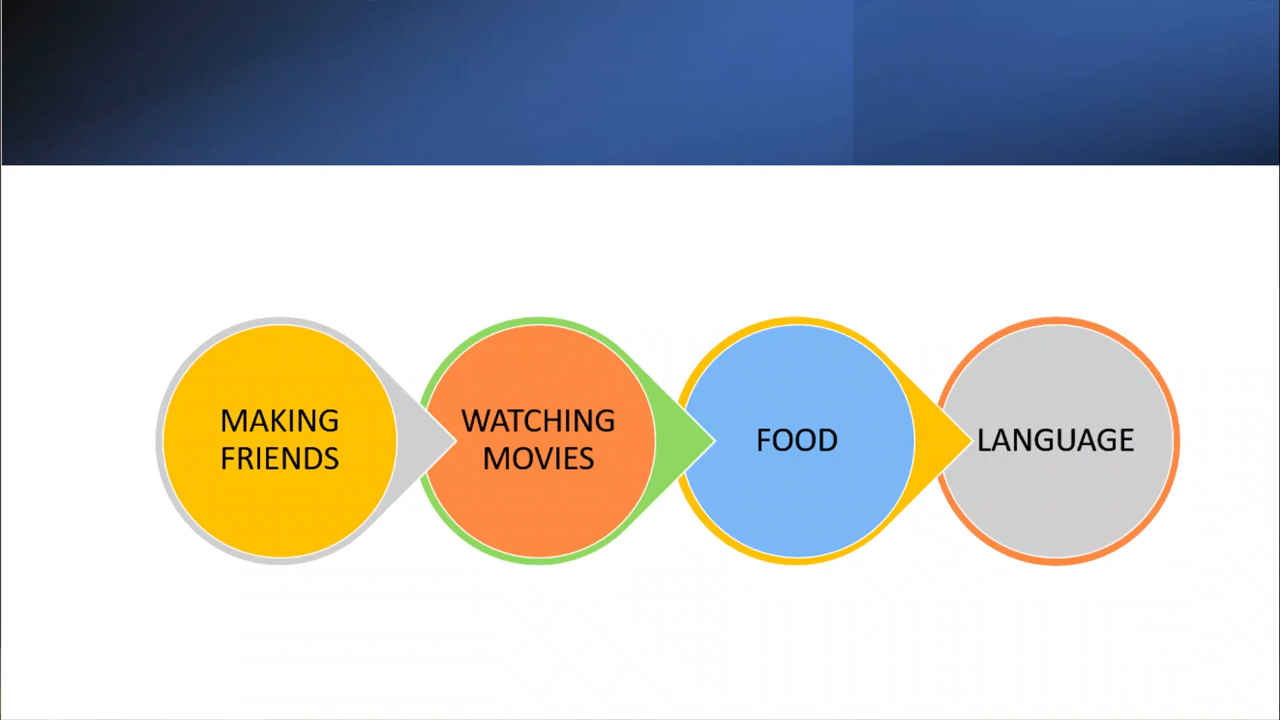 MAKING
FRIENDS
WATCHING
MOVIES
FOOD
LANGUAGE